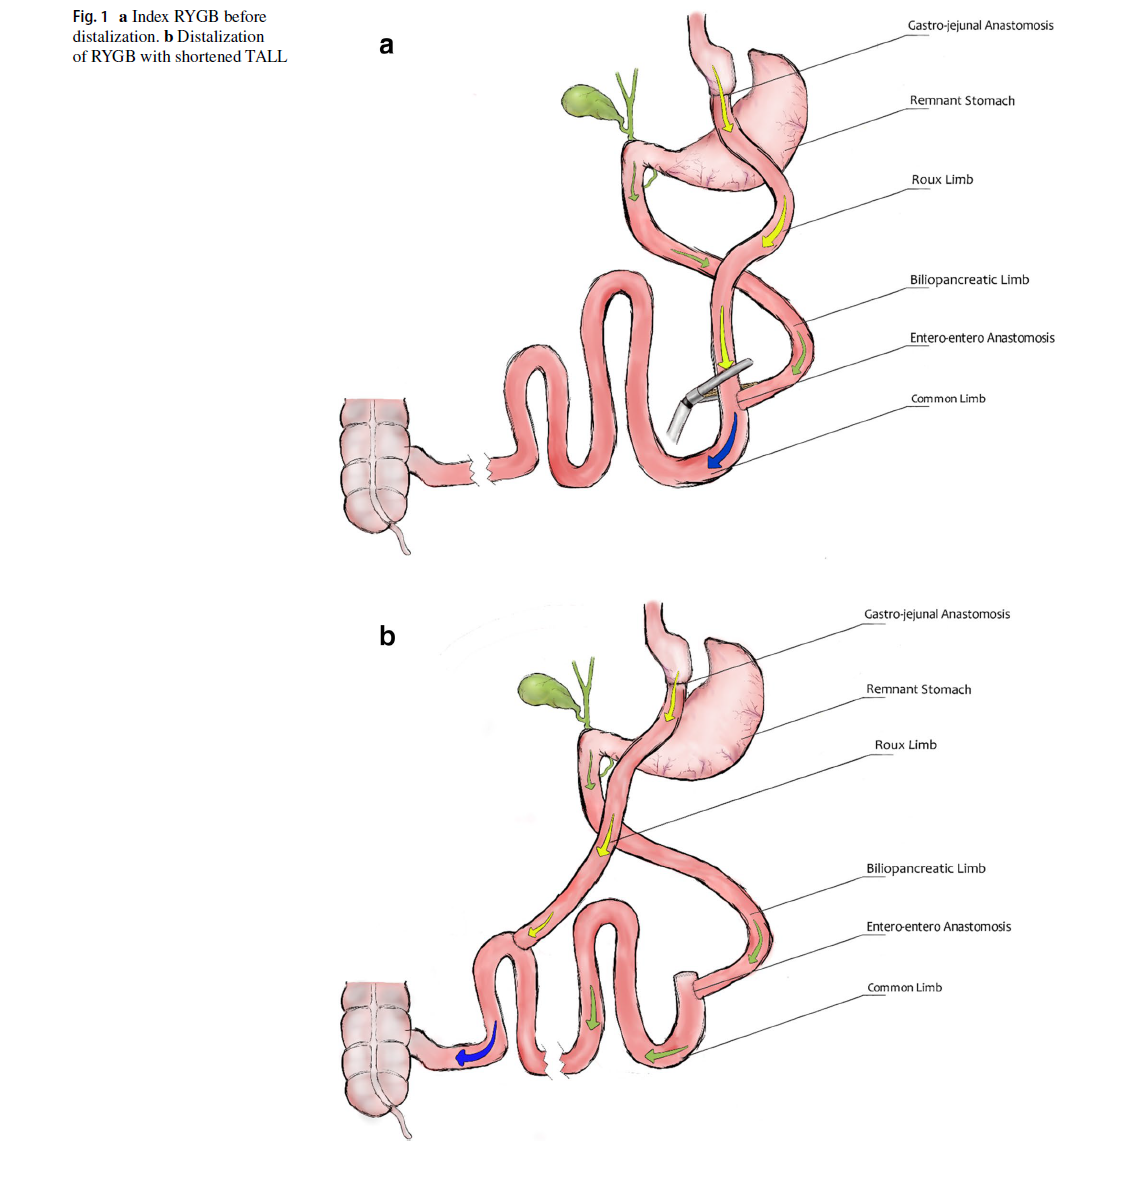 Fig. 1 a Index RYGB before
distalization. b Distalization
of RYGB with shortened TALL
a
Gastro-jejunal Anastomosis
Remnant Stomach
Roux Limb
Biliopancreatic Limb
Entero-entero Anastomosis
Common Limb
b
Gastro-jejunal Anastomosis
Remnant Stomach
Roux Limb
Biliopancreatic Limb
Entero-entero Anastomosis
Common Limb